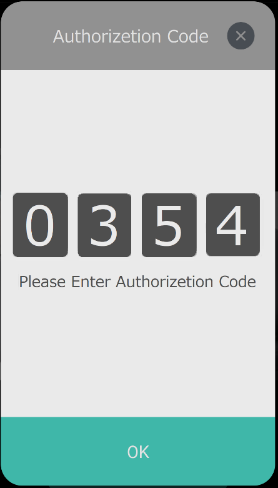 Authorizetion Code
0 3 5 4
Please Enter Authorizetion Code
OK